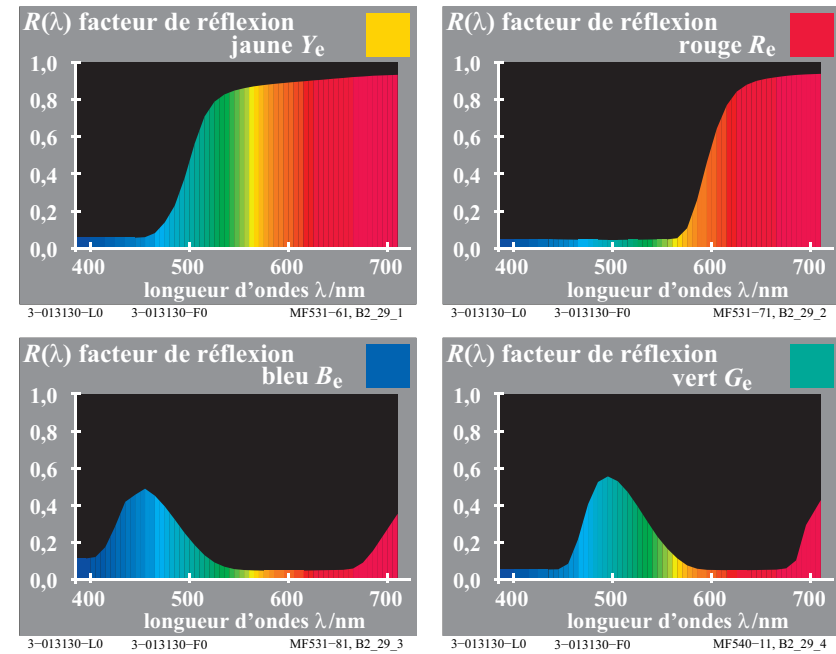 R(λ) facteur de réflexion
jaune Yₑ
1,0
0,8
0,6
0,4
0,2
0,0
400 500 600 700
longueur d'ondes λ/nm
3−013130−L0 3−013130−F0 MF531−61, B2_29_1
R(λ) facteur de réflexion
rouge Rₑ
1,0
0,8
0,6
0,4
0,2
0,0
400 500 600 700
longueur d'ondes λ/nm
3−013130−L0 3−013130−F0 MF531−71, B2_29_2
R(λ) facteur de réflexion
bleu Bₑ
1,0
0,8
0,6
0,4
0,2
0,0
400 500 600 700
longueur d'ondes λ/nm
3−013130−L0 3−013130−F0 MF531−81, B2_29_3
R(λ) facteur de réflexion
vert Gₑ
1,0
0,8
0,6
0,4
0,2
0,0
400 500 600 700
longueur d'ondes λ/nm
3−013130−L0 3−013130−F0 MF540−11, B2_29_4